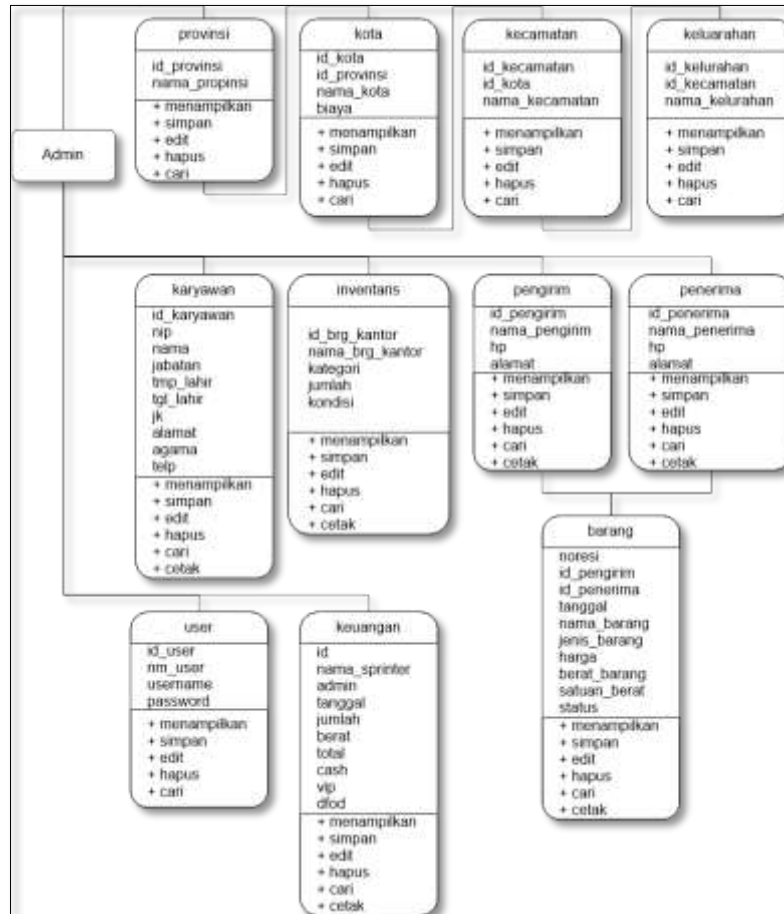 Admin
provinsi
id_provinsi
nama_propinsi
+ menampilkan
+ simpan
+ edit
+ hapus
+ cari
kota
id_kota
id_provinsi
nama_kota
biaya
+ menampilkan
+ simpan
+ edit
+ hapus
+ cari
kecamatan
id_kecamatan
id_kota
nama_kecamatan
+ menampilkan
+ simpan
+ edit
+ hapus
+ cari
keluarahan
id_kelurahan
id_kecamatan
nama_kelurahan
+ menampilkan
+ simpan
+ edit
+ hapus
+ cari
karyawan
id_karyawan
nip
nama
jabatan
tmp_lahir
tgl_lahir
jk
alamat
agama
telp
+ menampilkan
+ simpan
+ edit
+ hapus
+ cari
+ cetak
inventaris
id_brg_kantor
nama_brg_kantor
kategori
jumlah
kondisi
+ menampilkan
+ simpan
+ edit
+ hapus
+ cari
+ cetak
pengirim
id_pengirim
nama_pengirim
hp
alamat
+ menampilkan
+ simpan
+ edit
+ hapus
+ cari
+ cetak
penerima
id_penerima
nama_penerima
hp
alamat
+ menampilkan
+ simpan
+ edit
+ hapus
+ cari
+ cetak
barang
noresi
id_pengirim
id_penerima
tanggal
nama_barang
jenis_barang
harga
berat_barang
satuan_berat
status
+ menampilkan
+ simpan
+ edit
+ hapus
+ cari
+ cetak
user
id_user
nm_user
username
password
+ menampilkan
+ simpan
+ edit
+ hapus
+ cari
keuangan
id
nama_sprinter
admin
tanggal
jumlah
berat
total
cash
vip
dfod
+ menampilkan
+ simpan
+ edit
+ hapus
+ cari
+ cetak